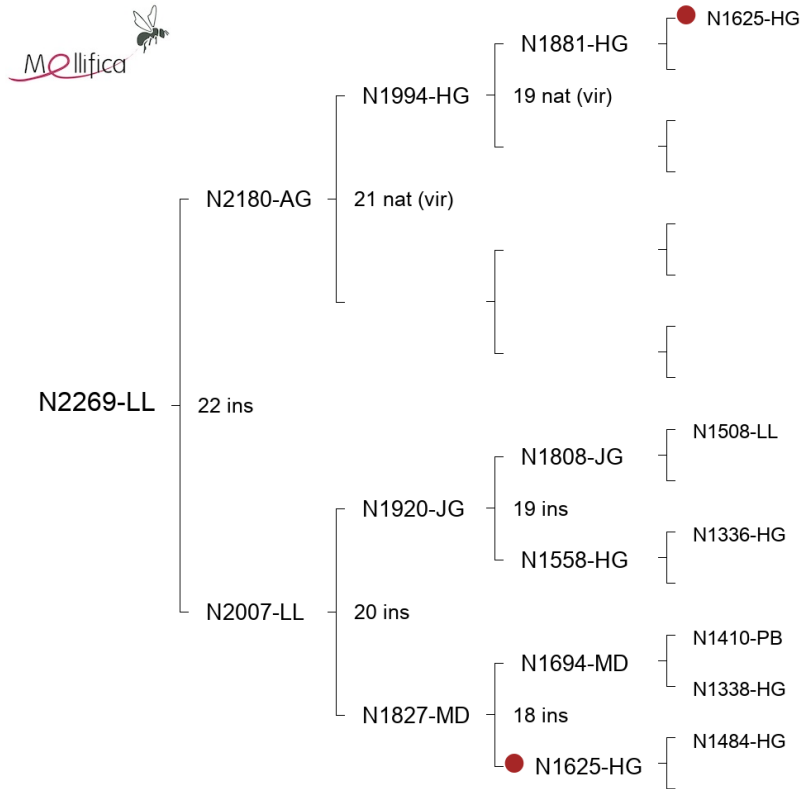 Mellifica
N1625-HG
N1881-HG
N1994-HG
19 nat (vir)
N2180-AG
21 nat (vir)
N2269-LL
22 ins
N1508-LL
N1808-JG
N1920-JG
19 ins
N1336-HG
N1558-HG
N2007-LL
20 ins
N1410-PB
N1694-MD
N1338-HG
N1827-MD
18 ins
N1484-HG
N1625-HG